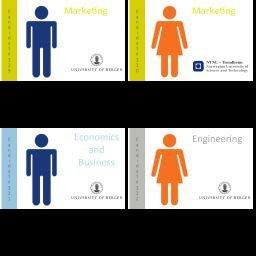 Marketing
UNIVERSITY OF BERGEN
Marketing
NTNU – Trondheim
Norwegian University of
Science and Technology
Economics
and
Business
UNIVERSITY OF BERGEN
Engineering
UNIVERSITY OF BERGEN